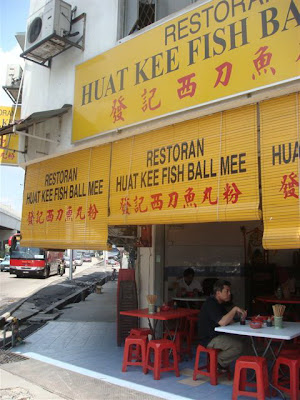 RESTORAN
HUAT KEE FISH BA
發記西刀魚
RESTORAN
HUAT KEE FISH BALL MEE
發記西刀魚丸粉
RESTORAN
HUAT KEE FISH BALL MEE
發記西刀魚丸粉
HUAT
發